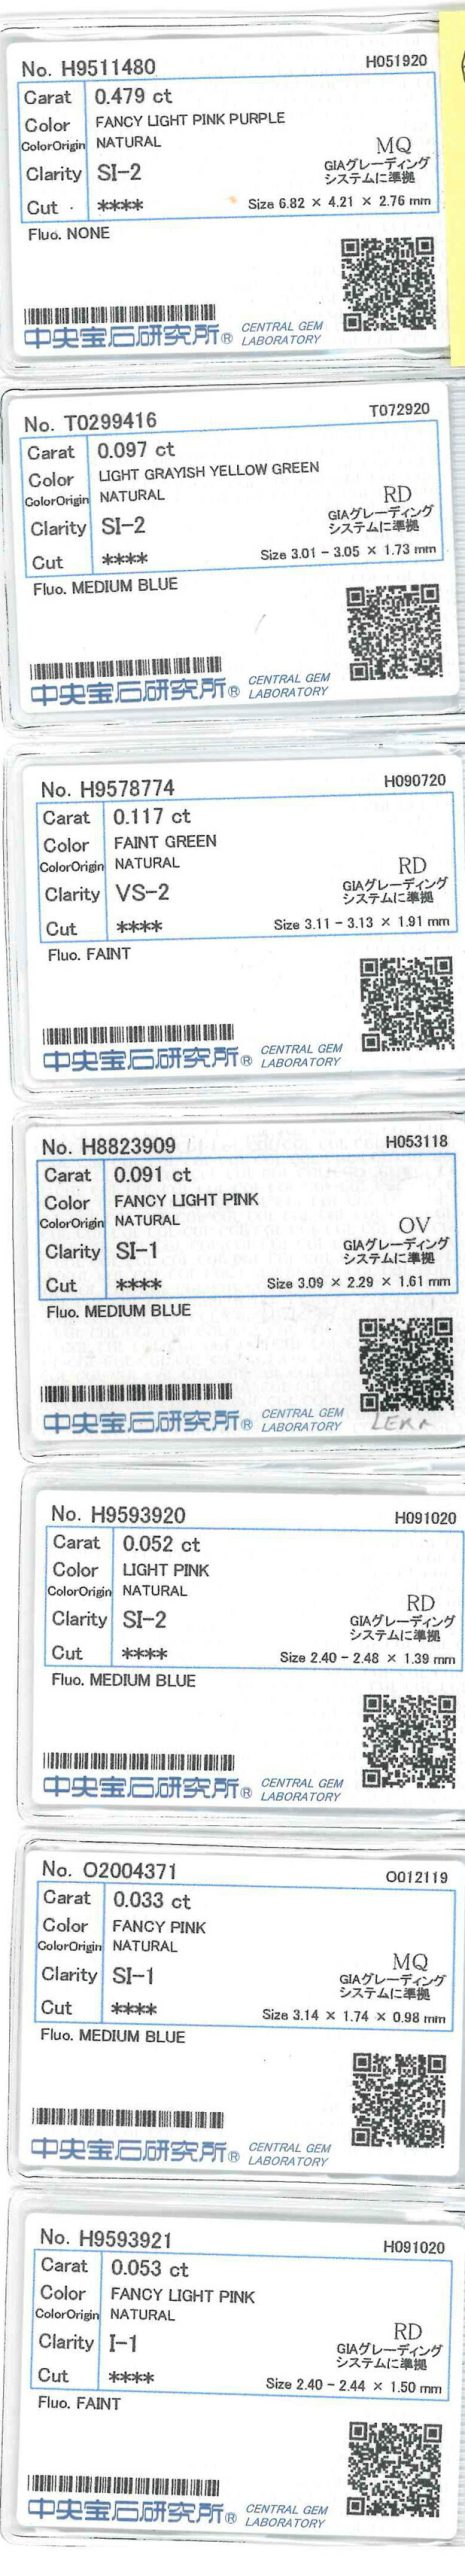 No. H9511480 H051920
Carat 0.479 ct
Color FANCY LIGHT PINK PURPLE
ColorOrigin NATURAL MQ
Clarity SI-2 GIAグレーディング
システムに準拠
Cut **** Size 6.82 × 4.21 × 2.76 mm
Fluo. NONE
中央宝石研究所® CENTRAL GEM
LABORATORY
No. T0299416 T072920
Carat 0.097 ct
Color LIGHT GRAYISH YELLOW GREEN
ColorOrigin NATURAL RD
Clarity SI-2 GIAグレーディング
システムに準拠
Cut **** Size 3.01 - 3.05 × 1.73 mm
Fluo. MEDIUM BLUE
中央宝石研究所® CENTRAL GEM
LABORATORY
No. H9578774 H090720
Carat 0.117 ct
Color FAINT GREEN
ColorOrigin NATURAL RD
Clarity VS-2 GIAグレーディング
システムに準拠
Cut **** Size 3.11 - 3.13 × 1.91 mm
Fluo. FAINT
中央宝石研究所® CENTRAL GEM
LABORATORY
No. H8823909 H053118
Carat 0.091 ct
Color FANCY LIGHT PINK
ColorOrigin NATURAL OV
Clarity SI-1 GIAグレーディング
システムに準拠
Cut **** Size 3.09 × 2.29 × 1.61 mm
Fluo. MEDIUM BLUE
中央宝石研究所® CENTRAL GEM
LABORATORY
No. H9593920 H091020
Carat 0.052 ct
Color LIGHT PINK
ColorOrigin NATURAL RD
Clarity SI-2 GIAグレーディング
システムに準拠
Cut **** Size 2.40 - 2.48 × 1.39 mm
Fluo. MEDIUM BLUE
中央宝石研究所® CENTRAL GEM
LABORATORY
No. O2004371 O012119
Carat 0.033 ct
Color FANCY PINK
ColorOrigin NATURAL MQ
Clarity SI-1 GIAグレーディング
システムに準拠
Cut **** Size 3.14 × 1.74 × 0.98 mm
Fluo. MEDIUM BLUE
中央宝石研究所® CENTRAL GEM
LABORATORY
No. H9593921 H091020
Carat 0.053 ct
Color FANCY LIGHT PINK
ColorOrigin NATURAL RD
Clarity I-1 GIAグレーディング
システムに準拠
Cut **** Size 2.40 - 2.44 × 1.50 mm
Fluo. FAINT
中央宝石研究所® CENTRAL GEM
LABORATORY